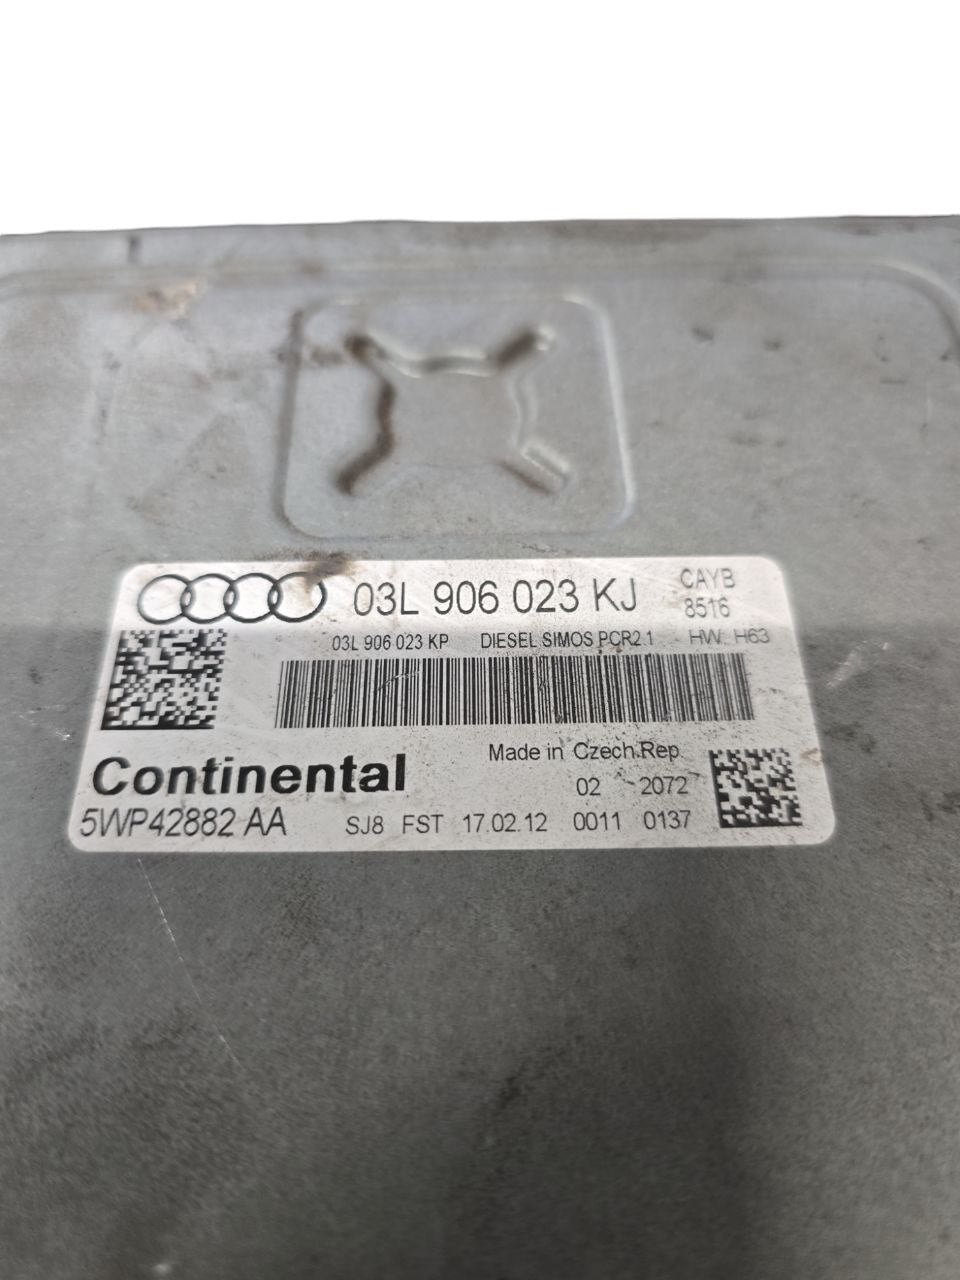 03L 906 023 KJ CAYB
8516
03L 906 023 KP DIESEL SIMOS PCR2.1 HW: H63
Continental Made in Czech.Rep.
02 2072
5WP42882 AA SJ8 FST 17.02.12 0011 0137